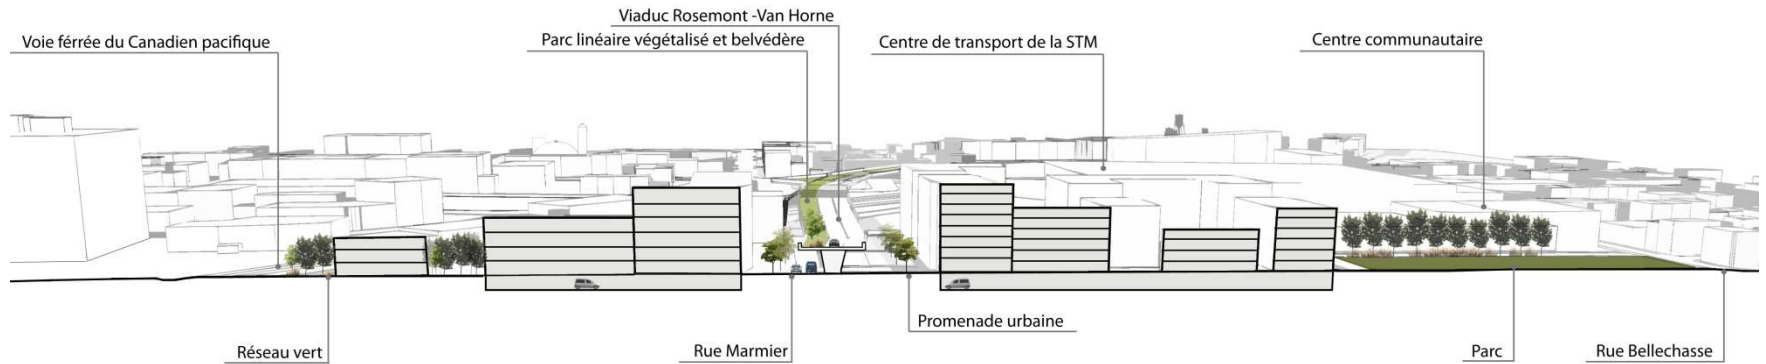 Viaduc Rosemont -Van Horne
Voie férrée du Canadien pacifique
Parc linéaire végétalisé et belvédère
Centre de transport de la STM
Centre communautaire
Promenade urbaine
Réseau vert
Rue Marmier
Parc
Rue Bellechasse